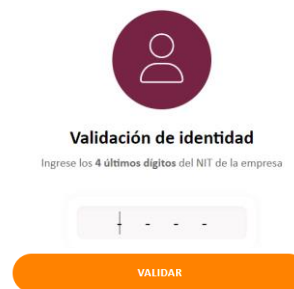 Validación de identidad
Ingrese los 4 últimos dígitos del NIT de la empresa
- - - -
VALIDAR